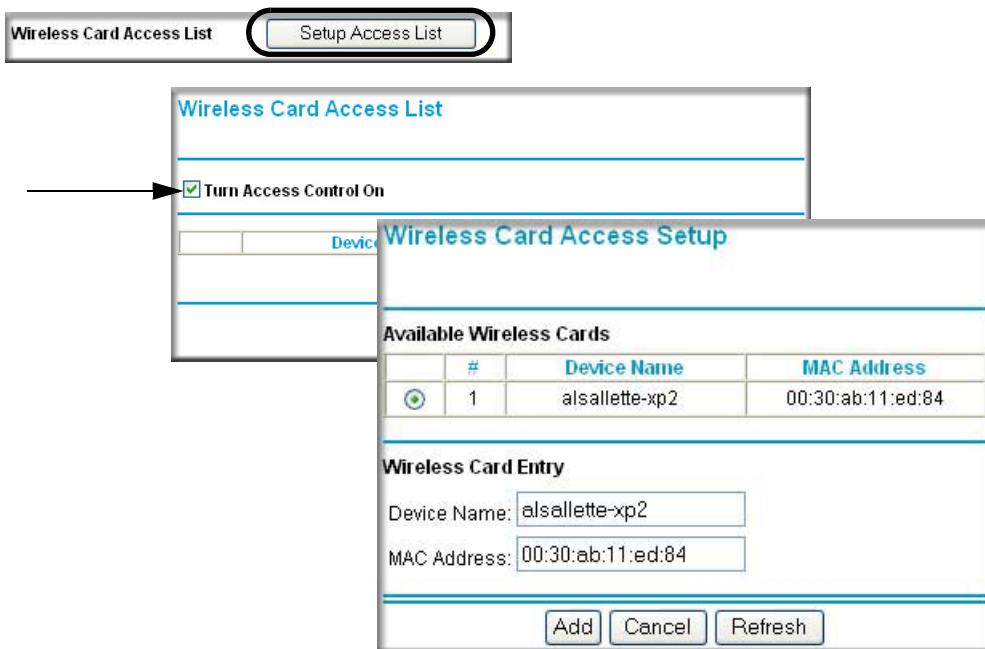 Wireless Card Access List Setup Access List
Wireless Card Access List
Turn Access Control On
Device
Wireless Card Access Setup
Available Wireless Cards
# Device Name MAC Address
1 alsallette-xp2 00:30:ab:11:ed:84
Wireless Card Entry
Device Name: alsallette-xp2
MAC Address: 00:30:ab:11:ed:84
Add Cancel Refresh